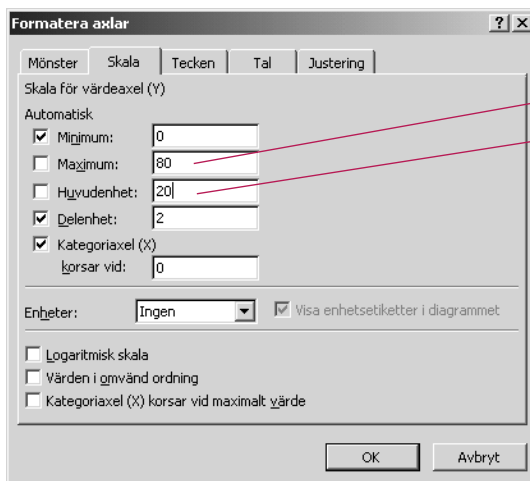 Formatera axlar
Mönster Skala Tecken Tal Justering
Skala för värdeaxel (Y)
Automatisk
Minimum: 0
Maximum: 80
Huvudenhet: 20
Delenhet: 2
Kategoriaxel (X)
korsar vid: 0
Enheter: Ingen Visa enhetsetiketter i diagrammet
Logaritmisk skala
Värden i omvänd ordning
Kategoriaxel (X) korsar vid maximalt värde
OK Avbryt